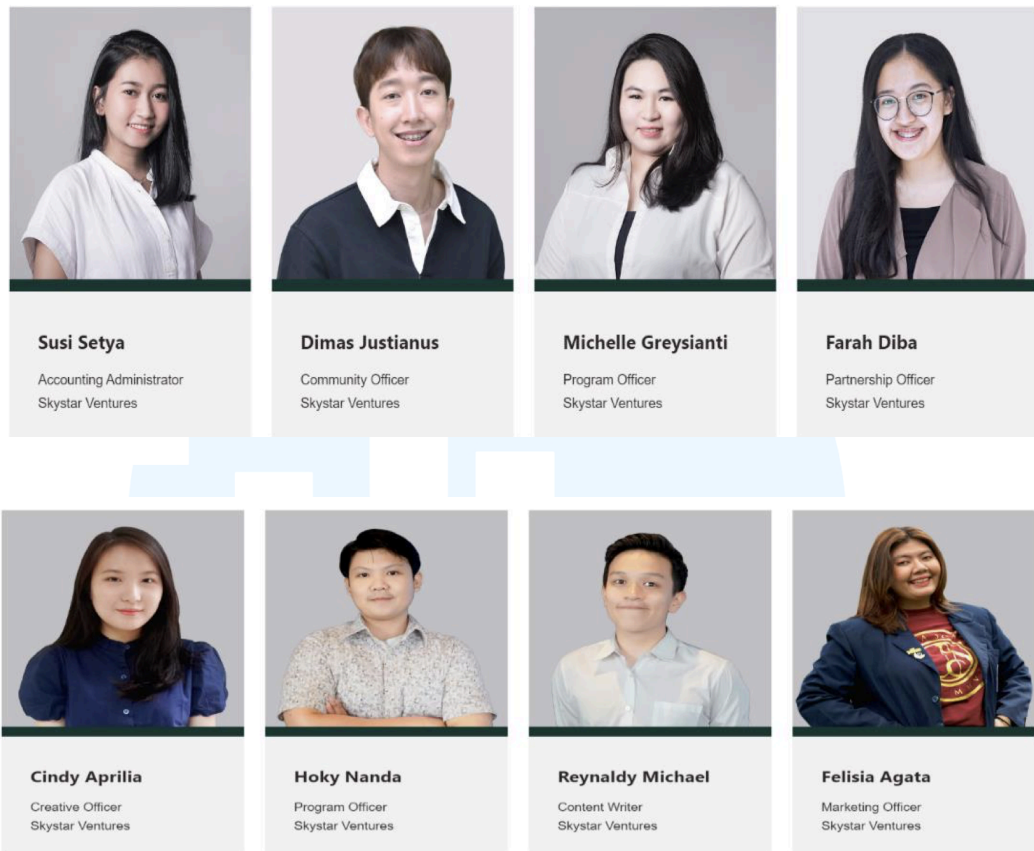 Susi Setya
Accounting Administrator
Skystar Ventures
Dimas Justianus
Community Officer
Skystar Ventures
Michelle Greysianti
Program Officer
Skystar Ventures
Farah Diba
Partnership Officer
Skystar Ventures
Cindy Aprilia
Creative Officer
Skystar Ventures
Hoky Nanda
Program Officer
Skystar Ventures
Reynaldy Michael
Content Writer
Skystar Ventures
Felisia Agata
Marketing Officer
Skystar Ventures